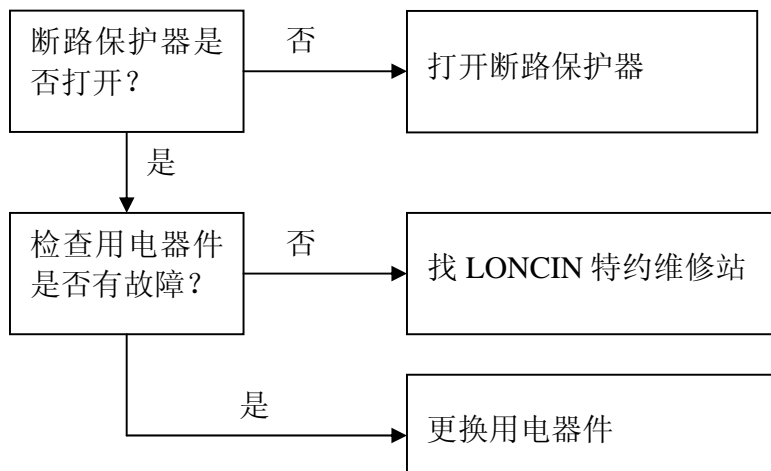 断路保护器是
否打开？
否
打开断路保护器
是
检查用电器件
是否有故障？
否
找 LONCIN 特约维修站
是
更换用电器件